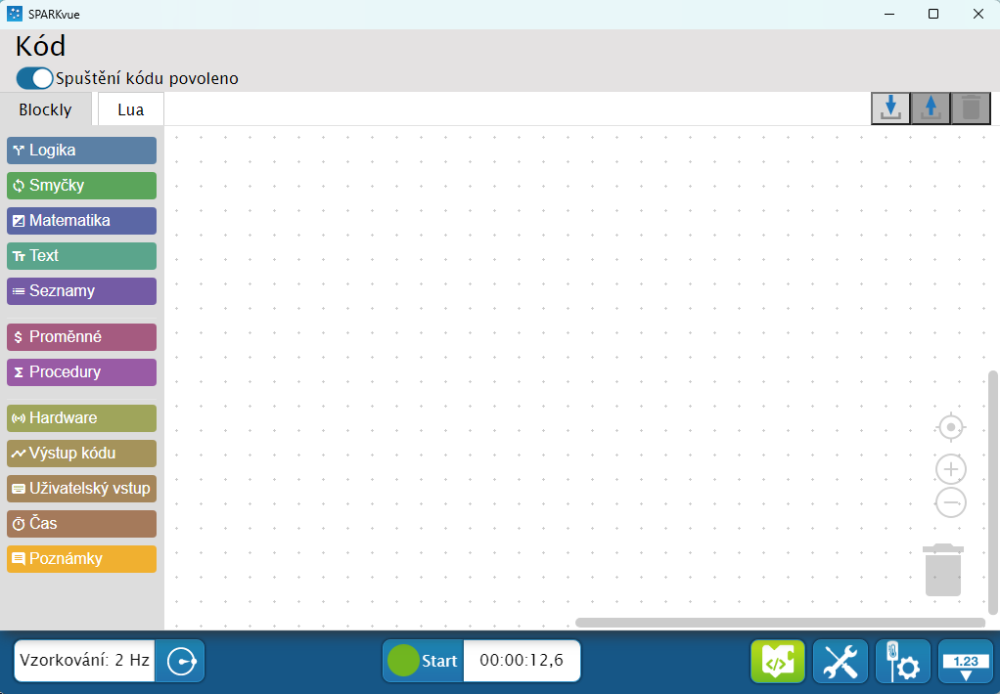 SPARKvue
Kód
Spuštění kódu povoleno
Blockly
Lua
Logika
Smyčky
Matematika
Text
Seznamy
Proměnné
Procedury
Hardware
Výstup kódu
Uživatelský vstup
Čas
Poznámky
Vzorkování: 2 Hz
Start
00:00:12,6
1.23